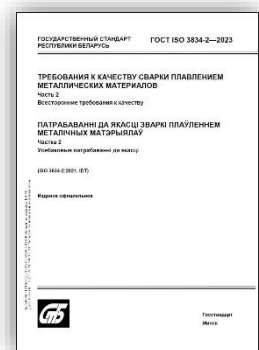 ГОСУДАРСТВЕННЫЙ СТАНДАРТ
РЕСПУБЛИКИ БЕЛАРУСЬ
ГОСТ ISO 3834-2—2023
ТРЕБОВАНИЯ К КАЧЕСТВУ СВАРКИ ПЛАВЛЕНИЕМ
МЕТАЛЛИЧЕСКИХ МАТЕРИАЛОВ
Часть 2
Всесторонние требования к качеству
ПАТРАБАВАННІ ДА ЯКАСЦІ ЗВАРКІ ПЛАЎЛЕННЕМ
МЕТАЛІЧНЫХ МАТЭРЫЯЛАЎ
Частка 2
Усебаковыя патрабаванні да якасці
(ISO 3834-2:2021, IDT)
Издание официальное
Госстандарт
Минск